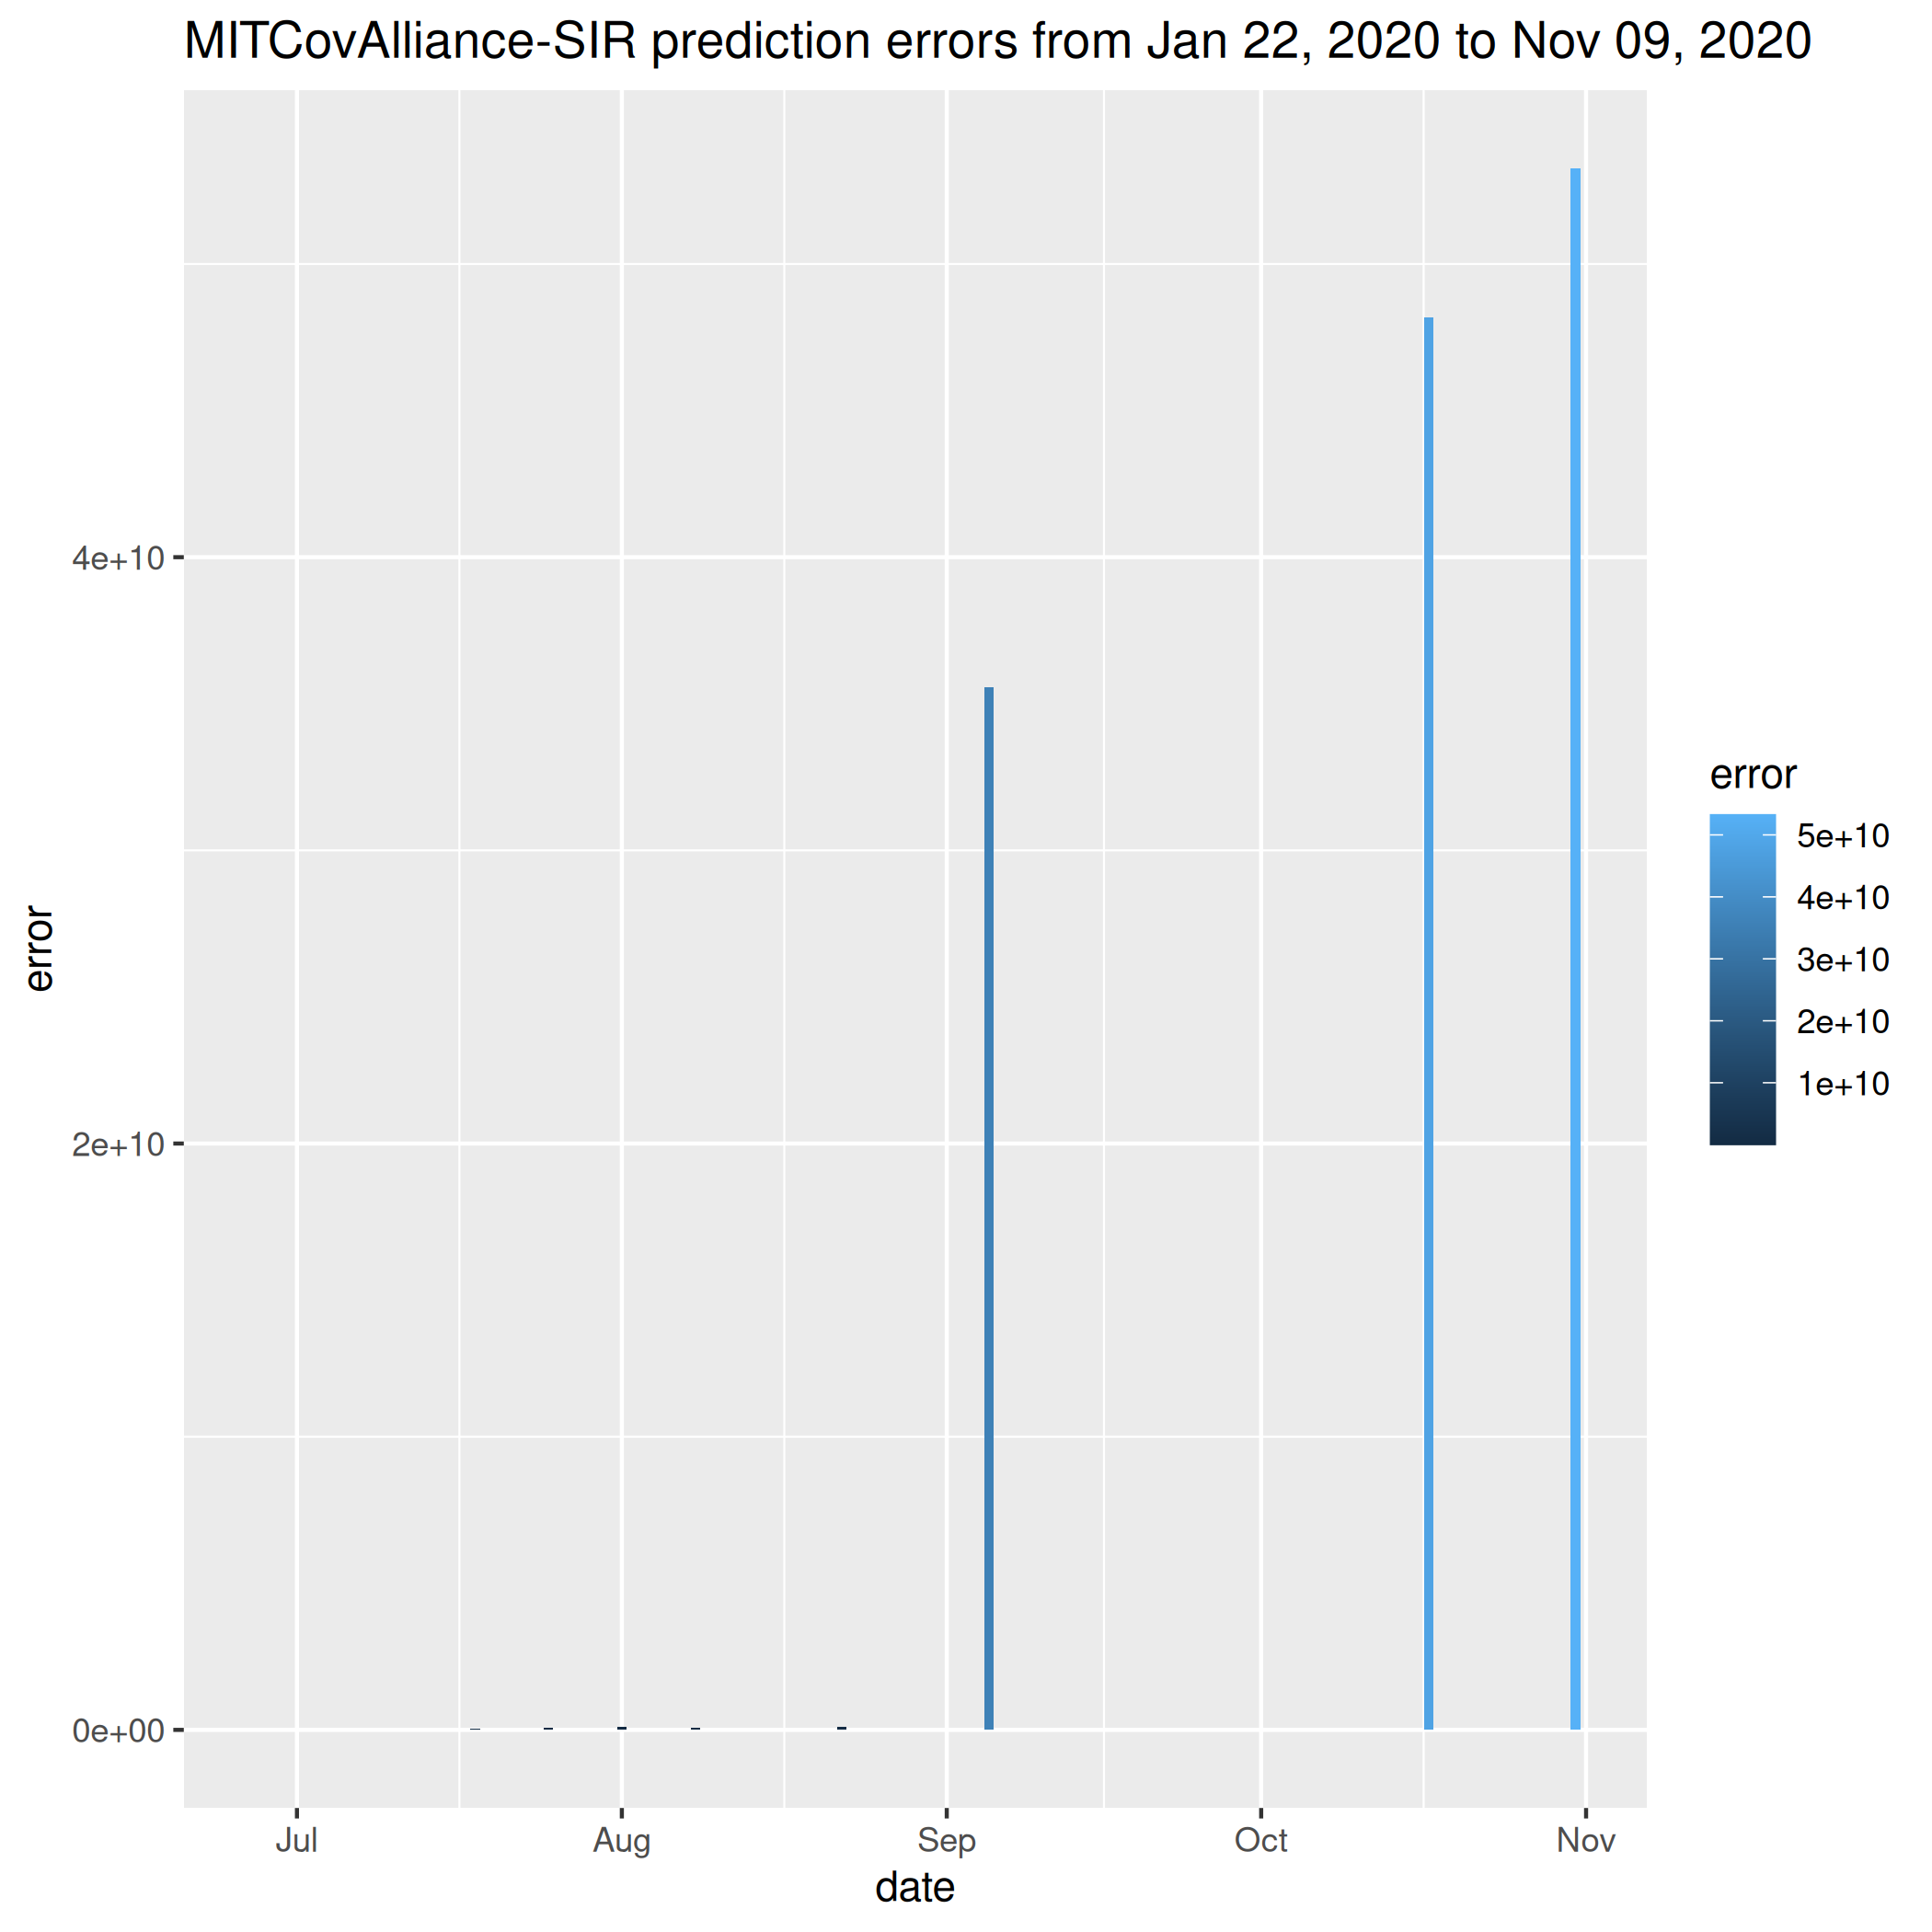 MITCovAlliance-SIR prediction errors from Jan 22, 2020 to Nov 09, 2020
error
4e+10
2e+10
0e+00
Jul
Aug
Sep
Oct
Nov
date
error
5e+10
4e+10
3e+10
2e+10
1e+10